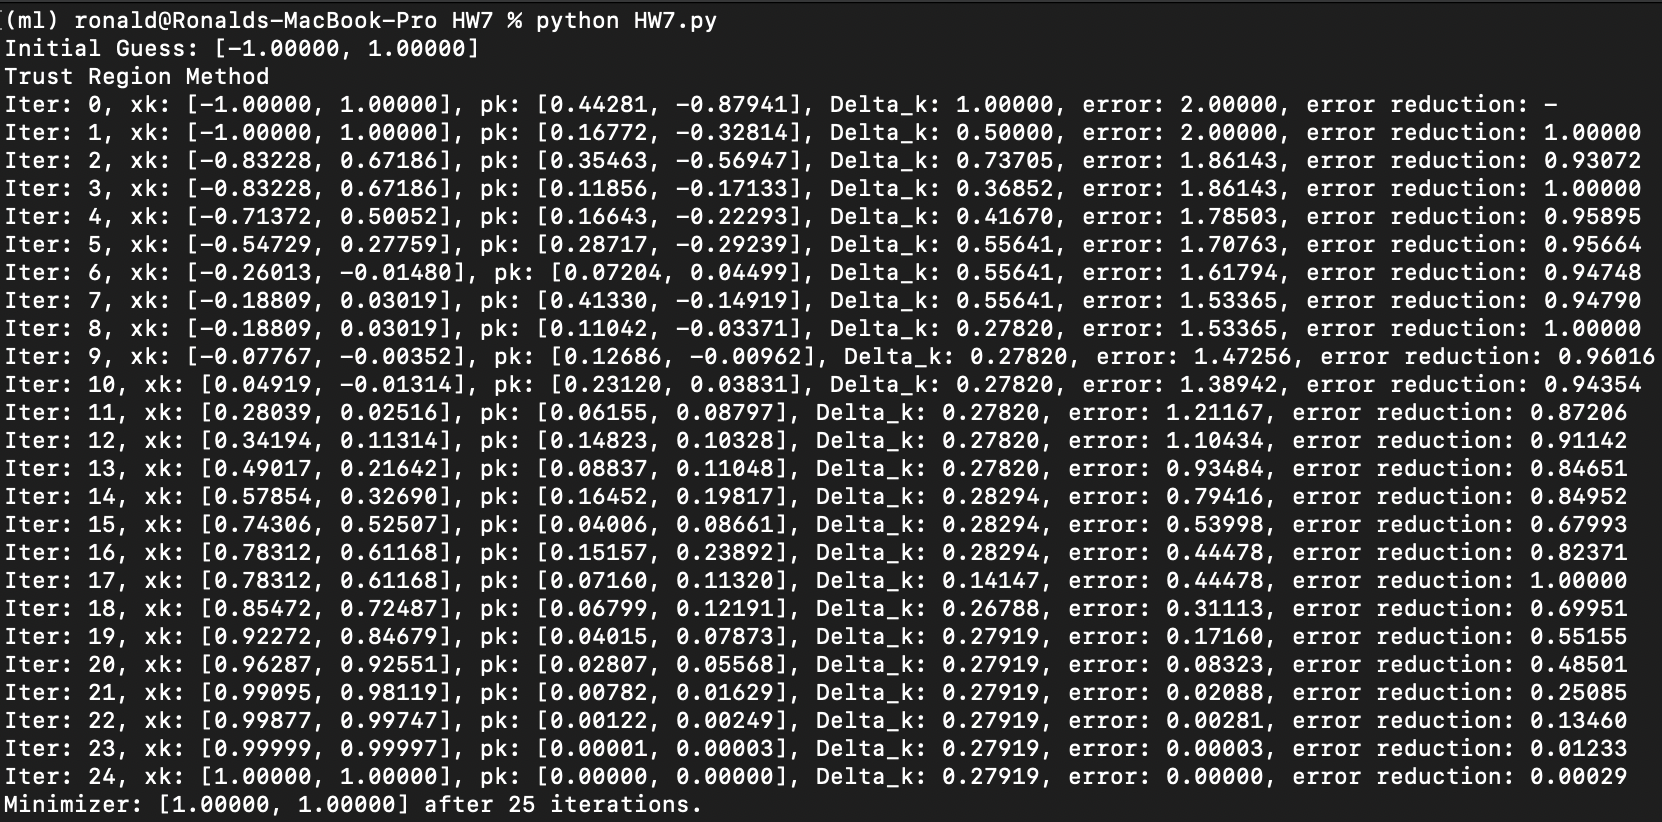 (ml) ronald@Ronalds-MacBook-Pro HW7 % python HW7.py
Initial Guess: [-1.00000, 1.00000]
Trust Region Method
Iter: 0, xk: [-1.00000, 1.00000], pk: [0.44281, -0.87941], Delta_k: 1.00000, error: 2.00000, error reduction: -
Iter: 1, xk: [-1.00000, 1.00000], pk: [0.16772, -0.32814], Delta_k: 0.50000, error: 2.00000, error reduction: 1.00000
Iter: 2, xk: [-0.83228, 0.67186], pk: [0.35463, -0.56947], Delta_k: 0.73705, error: 1.86143, error reduction: 0.93072
Iter: 3, xk: [-0.83228, 0.67186], pk: [0.11856, -0.17133], Delta_k: 0.36852, error: 1.86143, error reduction: 1.00000
Iter: 4, xk: [-0.71372, 0.50052], pk: [0.16643, -0.22293], Delta_k: 0.41670, error: 1.78503, error reduction: 0.95895
Iter: 5, xk: [-0.54729, 0.27759], pk: [0.28717, -0.29239], Delta_k: 0.55641, error: 1.70763, error reduction: 0.95664
Iter: 6, xk: [-0.26013, -0.01480], pk: [0.07204, 0.04499], Delta_k: 0.55641, error: 1.61794, error reduction: 0.94748
Iter: 7, xk: [-0.18809, 0.03019], pk: [0.41330, -0.14919], Delta_k: 0.55641, error: 1.53365, error reduction: 0.94790
Iter: 8, xk: [-0.18809, 0.03019], pk: [0.11042, -0.03371], Delta_k: 0.27820, error: 1.53365, error reduction: 1.00000
Iter: 9, xk: [-0.07767, -0.00352], pk: [0.12686, -0.00962], Delta_k: 0.27820, error: 1.47256, error reduction: 0.96016
Iter: 10, xk: [0.04919, -0.01314], pk: [0.23120, 0.03831], Delta_k: 0.27820, error: 1.38942, error reduction: 0.94354
Iter: 11, xk: [0.28039, 0.02516], pk: [0.06155, 0.08797], Delta_k: 0.27820, error: 1.21167, error reduction: 0.87206
Iter: 12, xk: [0.34194, 0.11314], pk: [0.14823, 0.10328], Delta_k: 0.27820, error: 1.10434, error reduction: 0.91142
Iter: 13, xk: [0.49017, 0.21642], pk: [0.08837, 0.11048], Delta_k: 0.27820, error: 0.93484, error reduction: 0.84651
Iter: 14, xk: [0.57854, 0.32690], pk: [0.16452, 0.19817], Delta_k: 0.28294, error: 0.79416, error reduction: 0.84952
Iter: 15, xk: [0.74306, 0.52507], pk: [0.04006, 0.08661], Delta_k: 0.28294, error: 0.53998, error reduction: 0.67993
Iter: 16, xk: [0.78312, 0.61168], pk: [0.15157, 0.23892], Delta_k: 0.28294, error: 0.44478, error reduction: 0.82371
Iter: 17, xk: [0.78312, 0.61168], pk: [0.07160, 0.11320], Delta_k: 0.14147, error: 0.44478, error reduction: 1.00000
Iter: 18, xk: [0.85472, 0.72487], pk: [0.06799, 0.12191], Delta_k: 0.26788, error: 0.31113, error reduction: 0.69951
Iter: 19, xk: [0.92272, 0.84679], pk: [0.04015, 0.07873], Delta_k: 0.27919, error: 0.17160, error reduction: 0.55155
Iter: 20, xk: [0.96287, 0.92551], pk: [0.02807, 0.05568], Delta_k: 0.27919, error: 0.08323, error reduction: 0.48501
Iter: 21, xk: [0.99095, 0.98119], pk: [0.00782, 0.01629], Delta_k: 0.27919, error: 0.02088, error reduction: 0.25085
Iter: 22, xk: [0.99877, 0.99747], pk: [0.00122, 0.00249], Delta_k: 0.27919, error: 0.00281, error reduction: 0.13460
Iter: 23, xk: [0.99999, 0.99997], pk: [0.00001, 0.00003], Delta_k: 0.27919, error: 0.00003, error reduction: 0.01233
Iter: 24, xk: [1.00000, 1.00000], pk: [0.00000, 0.00000], Delta_k: 0.27919, error: 0.00000, error reduction: 0.00029
Minimizer: [1.00000, 1.00000] after 25 iterations.